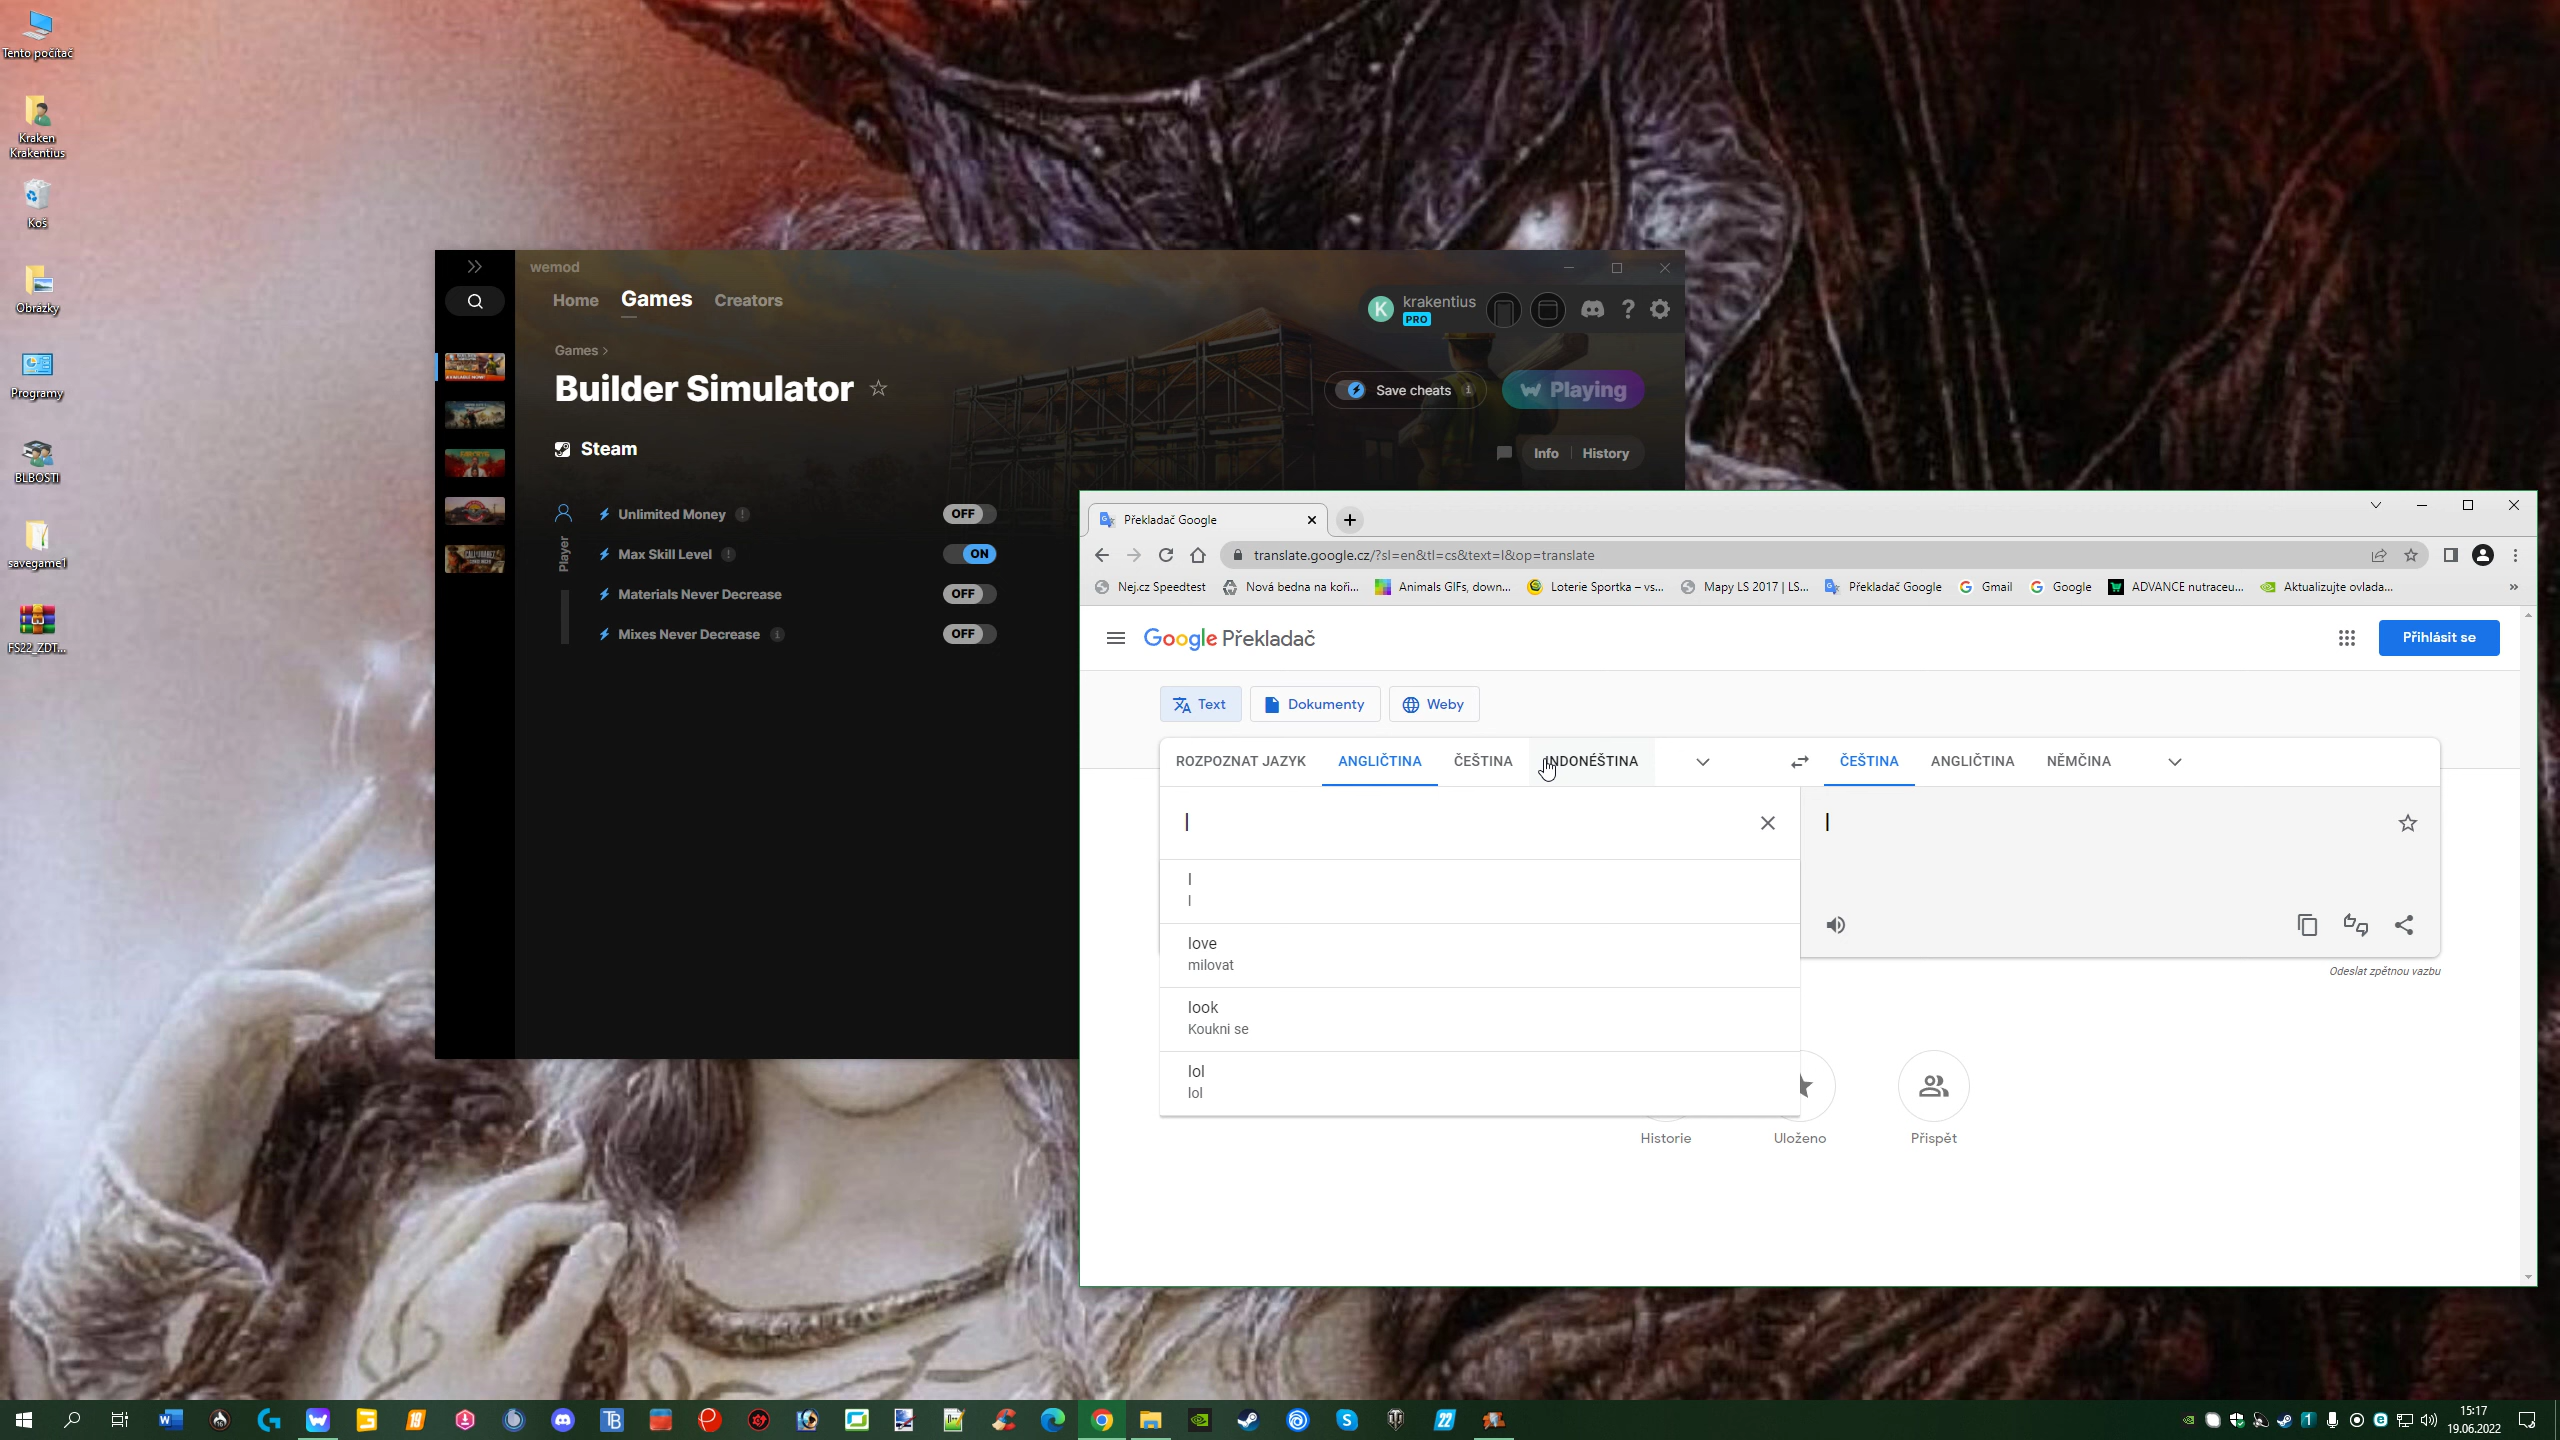 Tento počítač
Kraken
Krakentius
Koš
Obrázky
Programy
BLBOSTI
savegame1
FS22_ZDT...
wemod
Home
Games
Creators
K
krakentius
PRO
Games >
Builder Simulator
Save cheats
Playing
Steam
Info
History
Player
Unlimited Money
OFF
Max Skill Level
ON
Materials Never Decrease
OFF
Mixes Never Decrease
OFF
Překladač Google
translate.google.cz/?sl=en&tl=cs&text=l&op=translate
Nej.cz Speedtest
Nová bedna na koři...
Animals GIFs, down...
Loterie Sportka – vs...
Mapy LS 2017 | LS...
Překladač Google
Gmail
Google
ADVANCE nutraceu...
Aktualizujte ovlada...
Google Překladač
Přihlásit se
Text
Dokumenty
Weby
ROZPOZNAT JAZYK
ANGLIČTINA
ČEŠTINA
INDONÉŠTINA
ČEŠTINA
ANGLIČTINA
NĚMČINA
l
l
l
l
love
milovat
look
Koukni se
lol
lol
Odeslat zpětnou vazbu
Historie
Uloženo
Přispět
15:17
19.06.2022